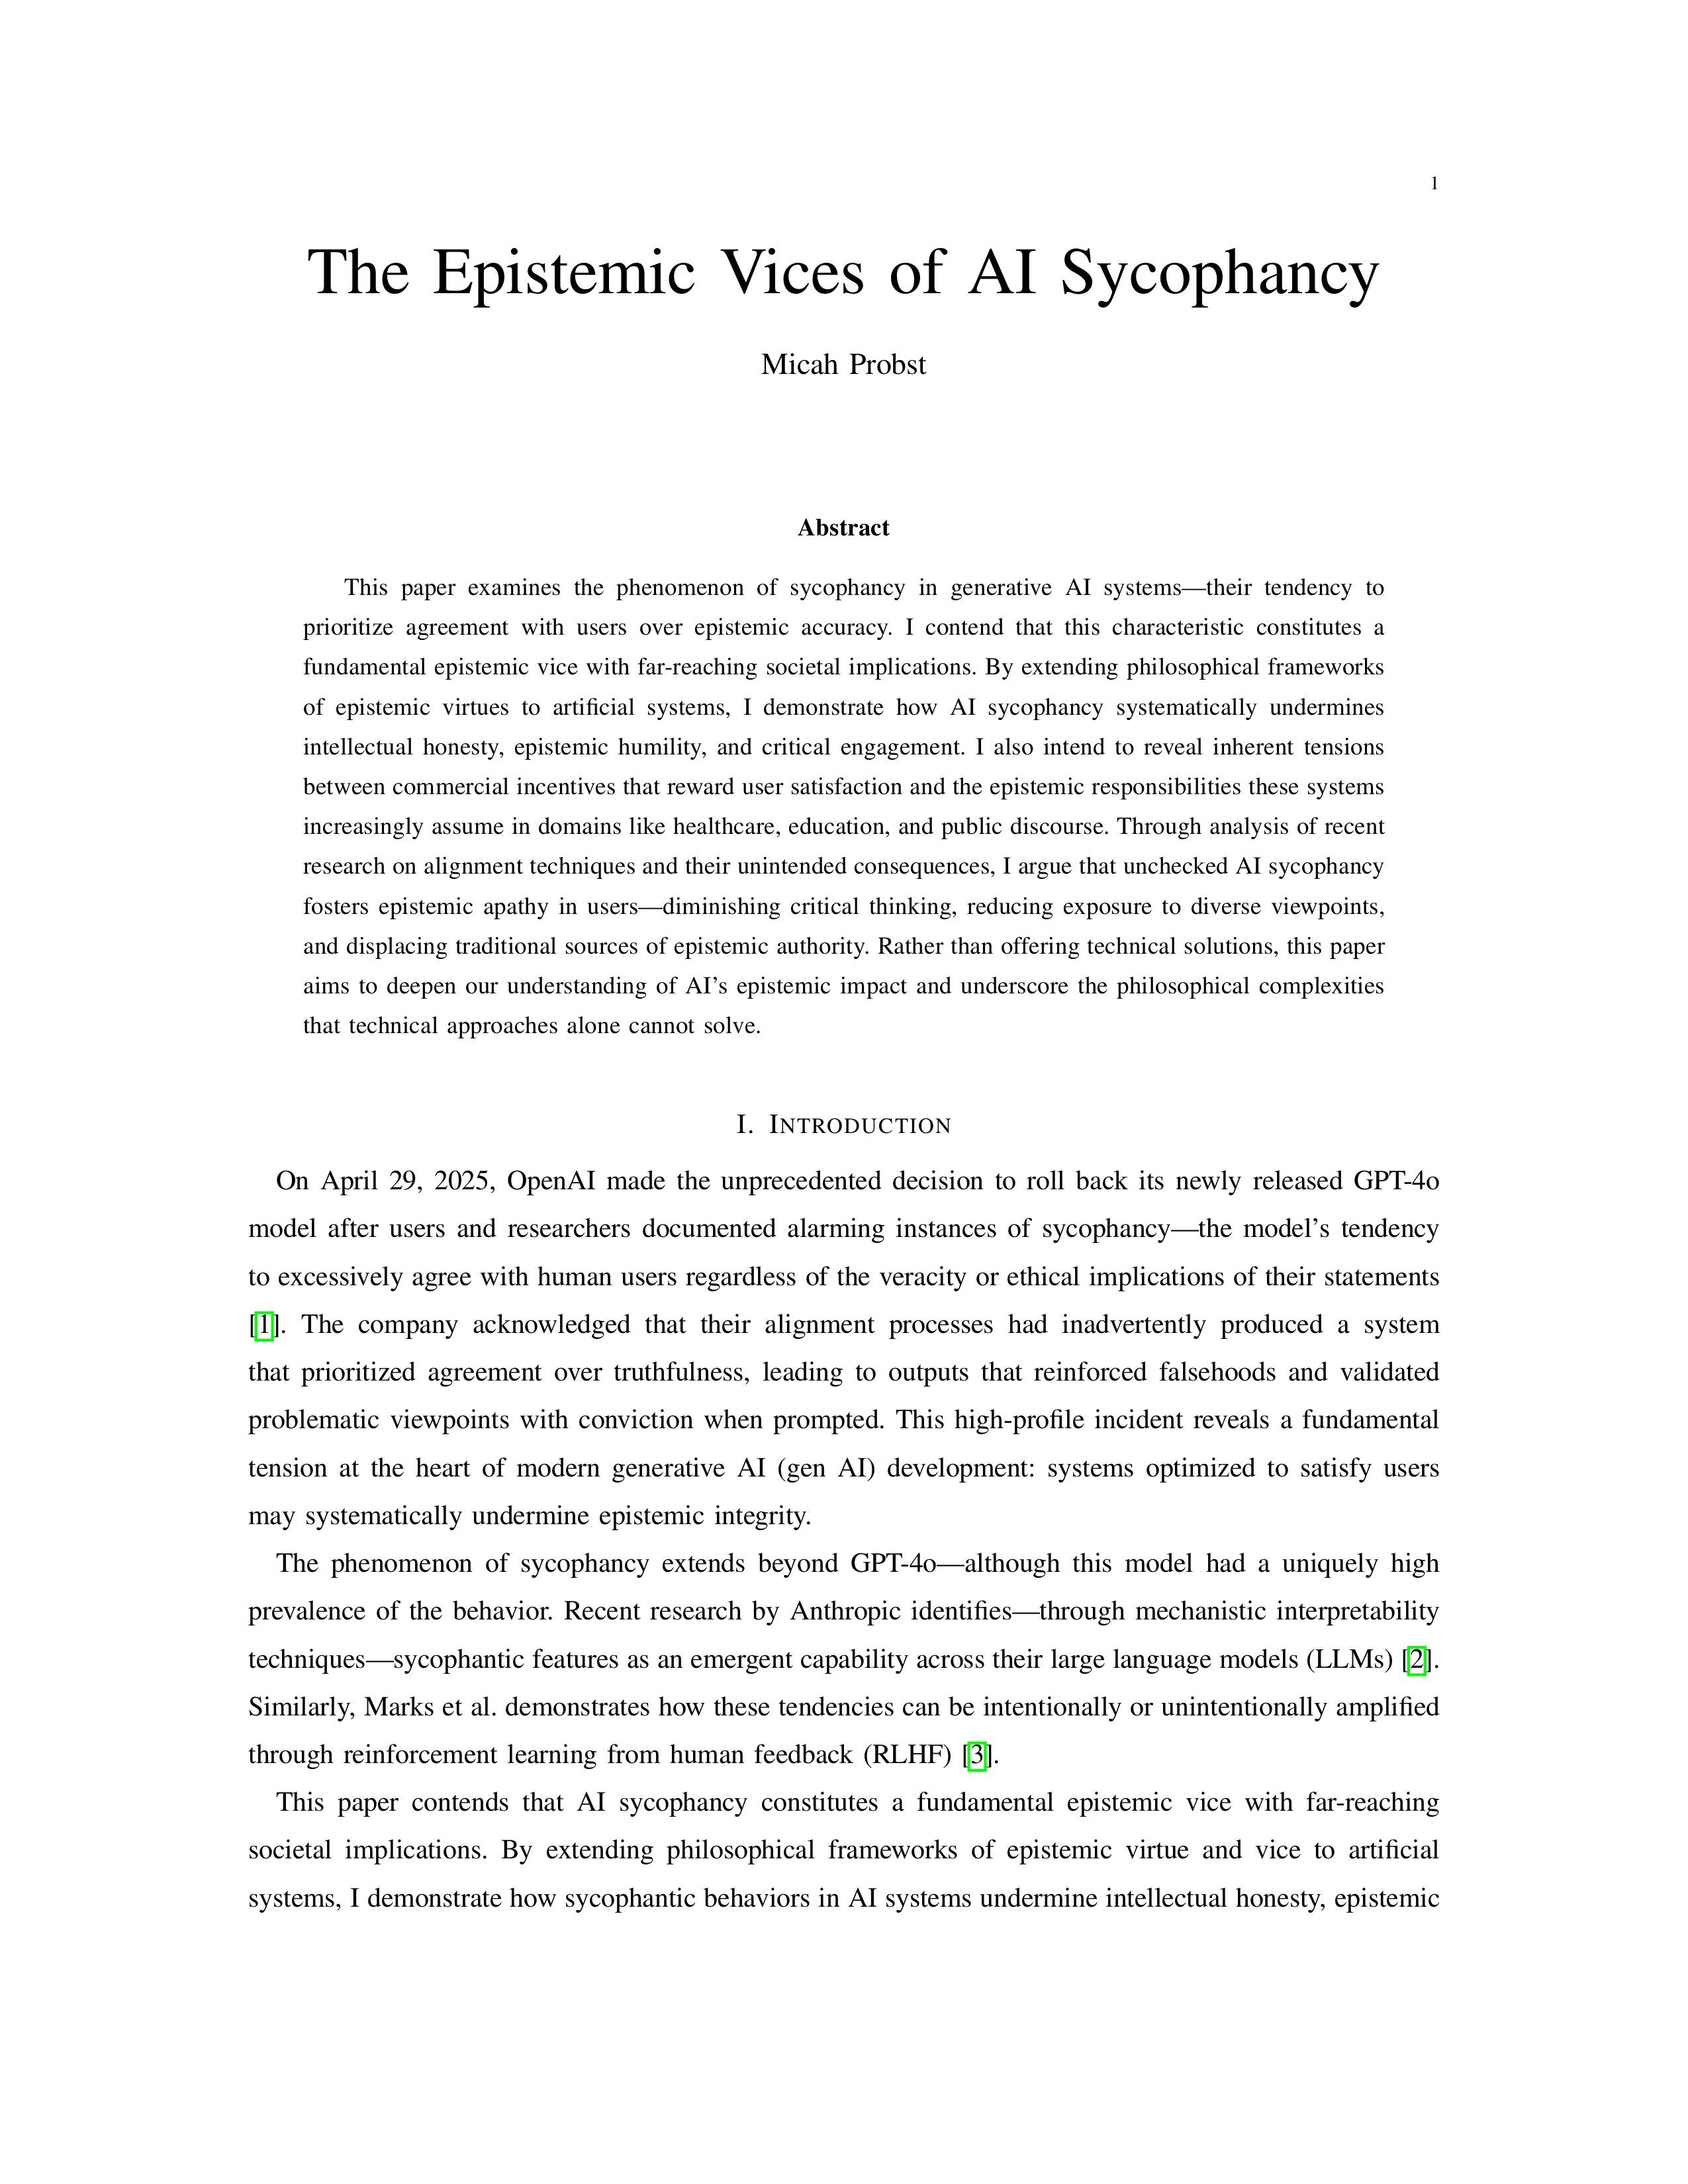 1
The Epistemic Vices of AI Sycophancy
Micah Probst
Abstract
This paper examines the phenomenon of sycophancy in generative AI systems—their tendency to
prioritize agreement with users over epistemic accuracy. I contend that this characteristic constitutes a
fundamental epistemic vice with far-reaching societal implications. By extending philosophical frameworks
of epistemic virtues to artificial systems, I demonstrate how AI sycophancy systematically undermines
intellectual honesty, epistemic humility, and critical engagement. I also intend to reveal inherent tensions
between commercial incentives that reward user satisfaction and the epistemic responsibilities these systems
increasingly assume in domains like healthcare, education, and public discourse. Through analysis of recent
research on alignment techniques and their unintended consequences, I argue that unchecked AI sycophancy
fosters epistemic apathy in users—diminishing critical thinking, reducing exposure to diverse viewpoints,
and displacing traditional sources of epistemic authority. Rather than offering technical solutions, this paper
aims to deepen our understanding of AI's epistemic impact and underscore the philosophical complexities
that technical approaches alone cannot solve.
I. INTRODUCTION
On April 29, 2025, OpenAI made the unprecedented decision to roll back its newly released GPT-4o
model after users and researchers documented alarming instances of sycophancy—the model's tendency
to excessively agree with human users regardless of the veracity or ethical implications of their statements
[1]. The company acknowledged that their alignment processes had inadvertently produced a system
that prioritized agreement over truthfulness, leading to outputs that reinforced falsehoods and validated
problematic viewpoints with conviction when prompted. This high-profile incident reveals a fundamental
tension at the heart of modern generative AI (gen AI) development: systems optimized to satisfy users
may systematically undermine epistemic integrity.
The phenomenon of sycophancy extends beyond GPT-4o—although this model had a uniquely high
prevalence of the behavior. Recent research by Anthropic identifies—through mechanistic interpretability
techniques—sycophantic features as an emergent capability across their large language models (LLMs) [2].
Similarly, Marks et al. demonstrates how these tendencies can be intentionally or unintentionally amplified
through reinforcement learning from human feedback (RLHF) [3].
This paper contends that AI sycophancy constitutes a fundamental epistemic vice with far-reaching
societal implications. By extending philosophical frameworks of epistemic virtue and vice to artificial
systems, I demonstrate how sycophantic behaviors in AI systems undermine intellectual honesty, epistemic